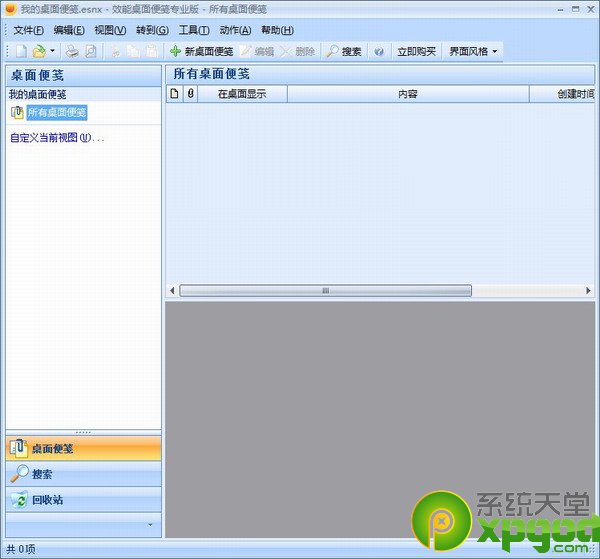 我的桌面便笺.esnx - 效能桌面便笺专业版 - 所有桌面便笺
文件(F) 编辑(E) 视图(V) 转到(G) 工具(T) 动作(A) 帮助(H)
新桌面便笺 编辑 删除 搜索 立即购买 界面风格
桌面便笺
所有桌面便笺
我的桌面便笺
在桌面显示 内容 创建时间
所有桌面便笺
自定义当前视图(U)...
桌面便笺
搜索
回收站
系统天堂
xpgod
.com
共 0项